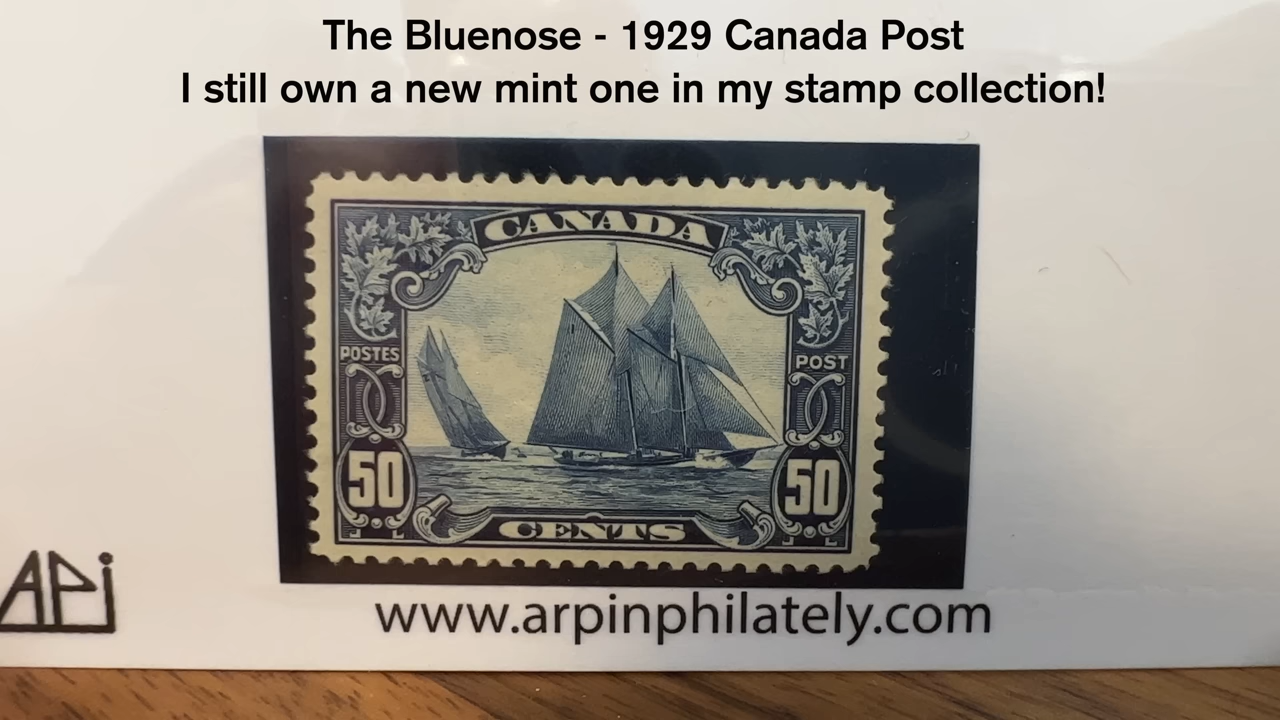 The Bluenose - 1929 Canada Post
I still own a new mint one in my stamp collection!
CANADA
POSTES
POST
50
50
CENTS
APi
www.arpinphilately.com